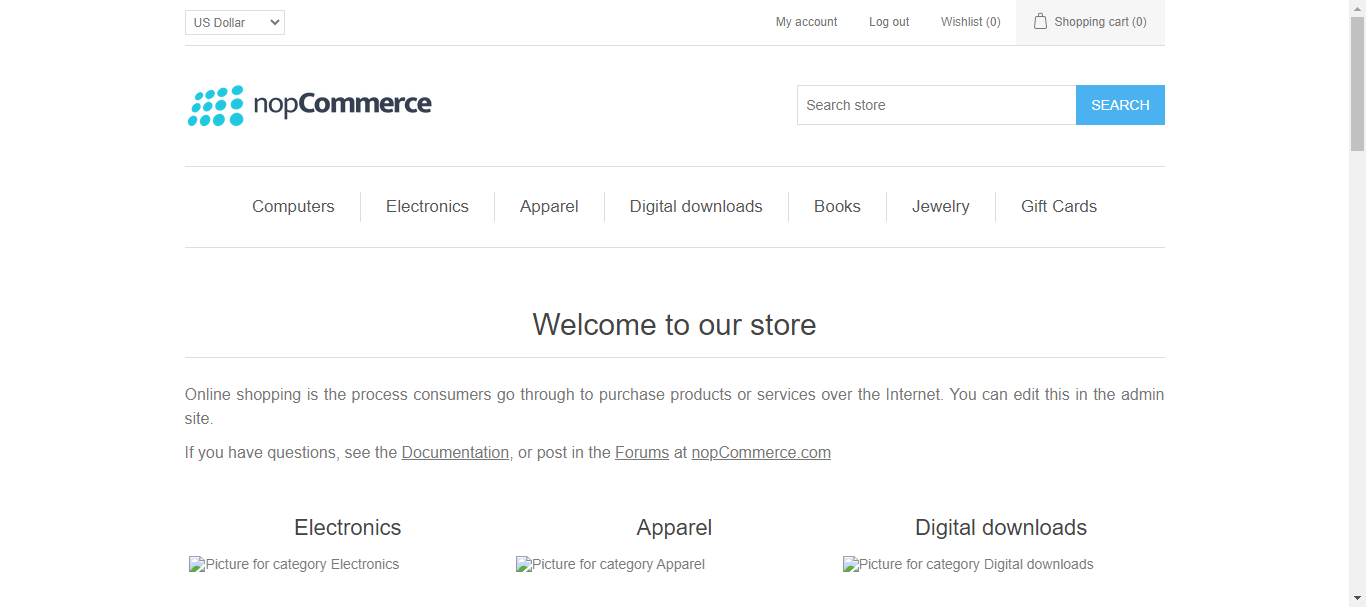 US Dollar
My account
Log out
Wishlist (0)
Shopping cart (0)
nopCommerce
Search store
SEARCH
Computers
Electronics
Apparel
Digital downloads
Books
Jewelry
Gift Cards
Welcome to our store
Online shopping is the process consumers go through to purchase products or services over the Internet. You can edit this in the admin
site.
If you have questions, see the Documentation, or post in the Forums at nopCommerce.com
Electronics
Apparel
Digital downloads
Picture for category Electronics
Picture for category Apparel
Picture for category Digital downloads